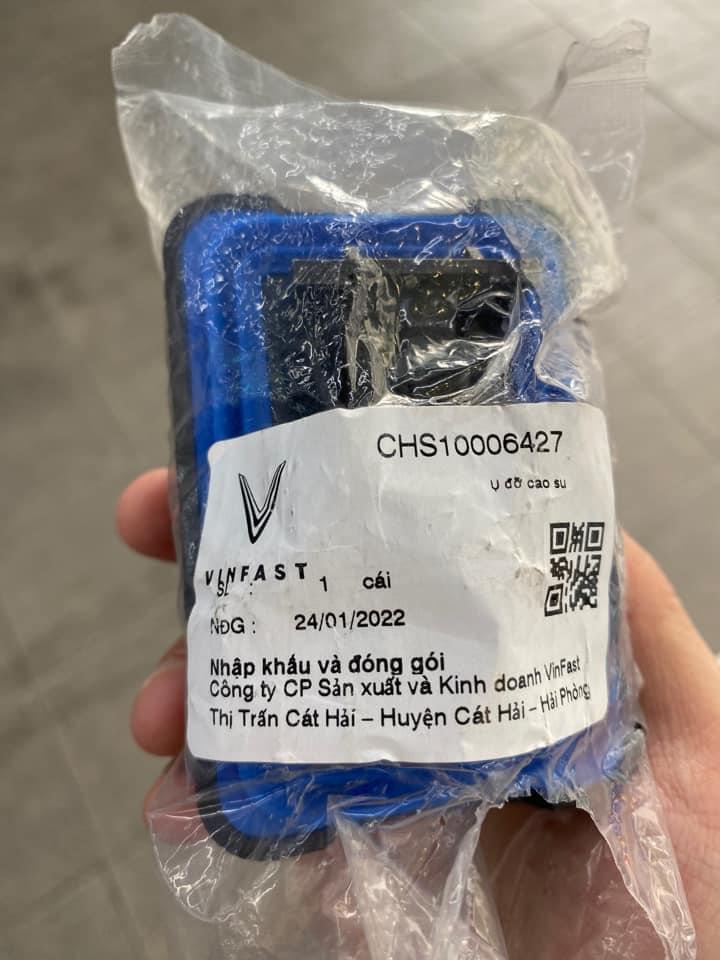 CHS10006427
Ụ đỡ cao su
VINFAST
SL : 1 cái
NĐG : 24/01/2022
Nhập khẩu và đóng gói
Công ty CP Sản xuất và Kinh doanh VinFast
Thị Trấn Cát Hải – Huyện Cát Hải – Hải Phòng